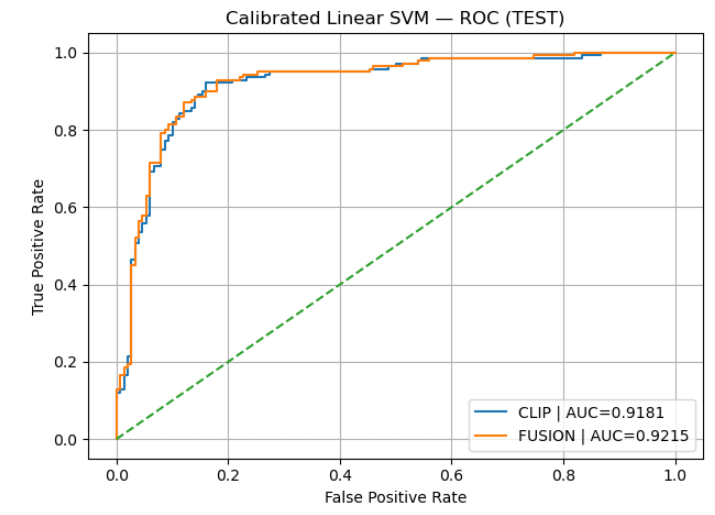 Calibrated Linear SVM — ROC (TEST)
True Positive Rate
1.0
0.8
0.6
0.4
0.2
0.0
CLIP | AUC=0.9181
FUSION | AUC=0.9215
0.0 0.2 0.4 0.6 0.8 1.0
False Positive Rate